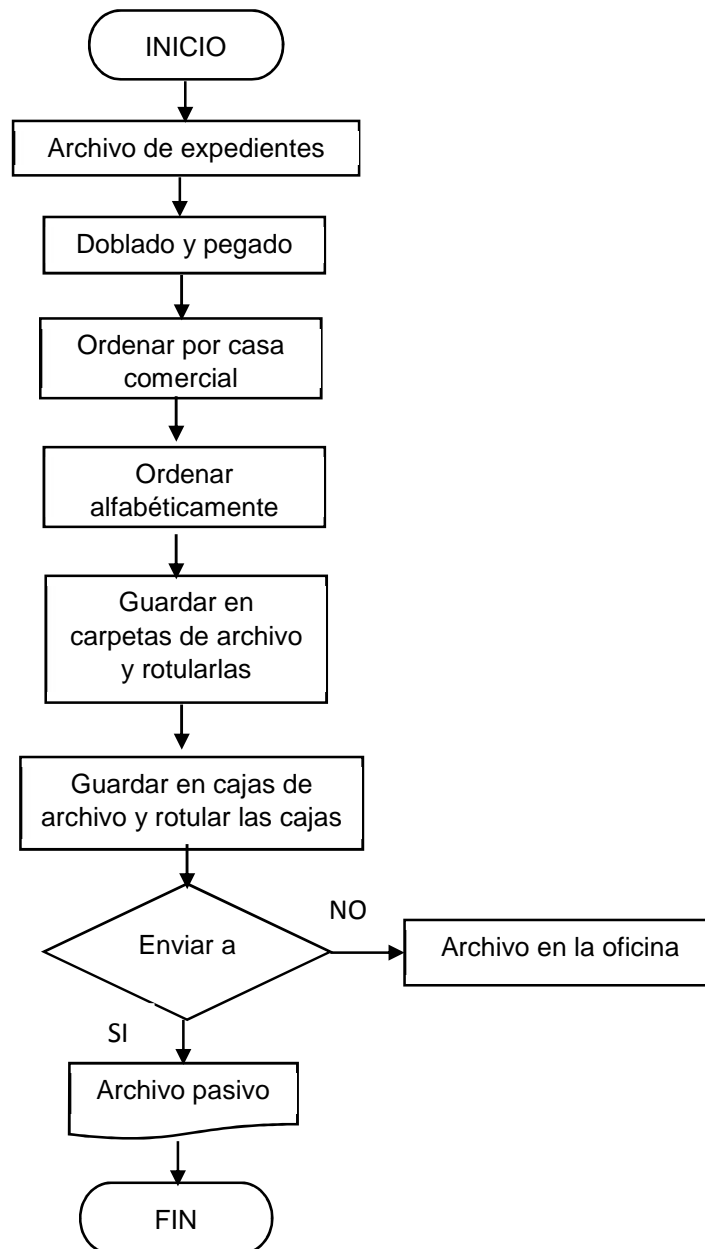 INICIO
Archivo de expedientes
Doblado y pegado
Ordenar por casa
comercial
Ordenar
alfabéticamente
Guardar en
carpetas de archivo
y rotularlas
Guardar en cajas de
archivo y rotular las cajas
NO
Enviar a
Archivo en la oficina
SI
Archivo pasivo
FIN